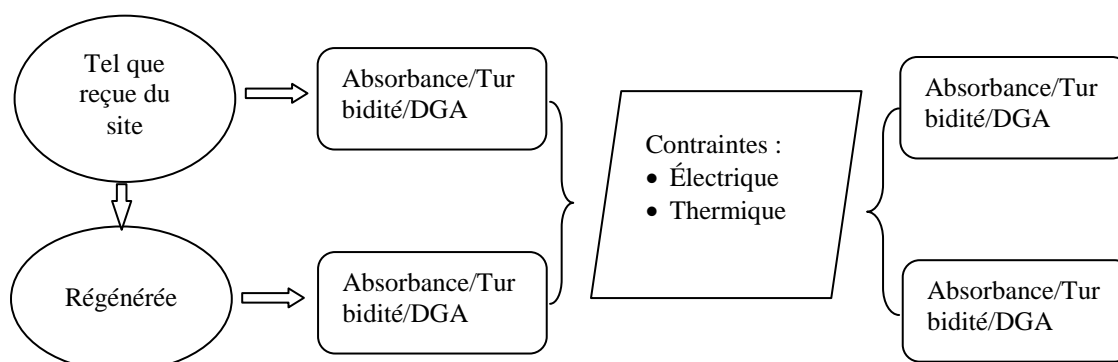 Tel que
reçue du
site
Absorbance/Tur
bidité/DGA
Contraintes :
• Électrique
• Thermique
Absorbance/Tur
bidité/DGA
Régénérée
Absorbance/Tur
bidité/DGA
Absorbance/Tur
bidité/DGA